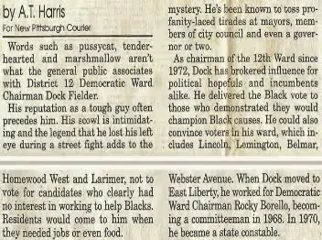 by A.T. Harris
For New Pittsburgh Courier
Words such as pussycat, tender-
hearted and marshmallow aren't
what the general public associates
with District 12 Democratic Ward
Chairman Dock Fielder.
His reputation as a tough guy often
precedes him. His scowl is intimidat-
ing and the legend that he lost his left
eye during a street fight adds to the
mystery. He's been known to toss pro-
fanity-laced tirades at mayors, mem-
bers of city council and even a gover-
nor or two.
As chairman of the 12th Ward since
1972, Dock has brokered influence for
political hopefuls and incumbents
alike. He delivered the Black vote to
those who demonstrated they would
champion Black causes. He could also
convince voters in his ward, which in-
cludes Lincoln, Lemington, Belmar,
Homewood West and Larimer, not to
vote for candidates who clearly had
no interest in working to help Blacks.
Residents would come to him when
they needed jobs or even food.
Webster Avenue. When Dock moved to
East Liberty, he worked for Democratic
Ward Chairman Rocky Borello, becom-
ing a committeeman in 1968. In 1970,
he became a state constable.